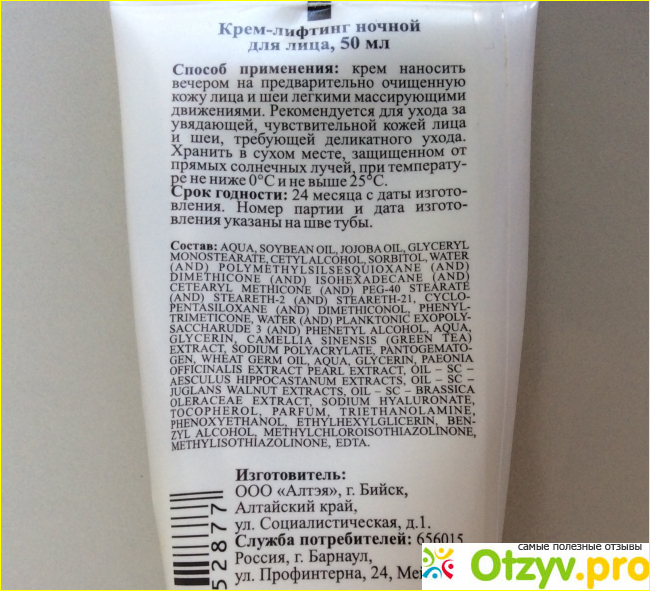 Крем-лифтинг ночной
для лица, 50 мл
Способ применения: крем наносить
вечером на предварительно очищенную
кожу лица и шеи легкими массирующими
движениями. Рекомендуется для ухода за
увядающей, чувствительной кожей лица
и шеи, требующей деликатного ухода.
Хранить в сухом месте, защищенном от
прямых солнечных лучей, при температу-
ре не ниже 0°С и не выше 25°С.
Срок годности: 24 месяца с даты изгото-
вления. Номер партии и дата изгото-
вления указаны на шве тубы.
Состав: AQUA, SOYBEAN OIL, JOJOBA OIL, GLYCERYL
MONOSTEARATE, CETYL ALCOHOL, SORBITOL, WATER
(AND) POLYMETHYLSILSESQUIOXANE (AND)
DIMETHICONE (AND) ISOHEXADECANE (AND)
CETEARYL METHICONE (AND) PEG-40 STEARATE
(AND) STEARETH-2 (AND) STEARETH-21, CYCLO-
PENTASILOXANE (AND) DIMETHICONOL, PHENYL-
TRIMETICONE, WATER (AND) PLANKTONIC EXOPOLY-
SACCHARUDE 3 (AND) PHENETYL ALCOHOL, AQUA,
GLYCERIN, CAMELLIA SINENSIS (GREEN TEA)
EXTRACT, SODIUM POLYACRYLATE, PANTOGEMATO-
GEN, WHEAT GERM OIL, AQUA, GLYCERIN, PAEONIA
OFFICINALIS EXTRACT PEARL EXTRACT, OIL – SC –
AESCULUS HIPPOCASTANUM EXTRACTS, OIL – SC –
JUGLANS WALNUT EXTRACTS, OIL – SC – BRASSICA
OLERACEAE EXTRACT, SODIUM HYALURONATE,
TOCOPHEROL, PARFUM, TRIETHANOLAMINE,
PHENOXYETHANOL, ETHYLHEXYLGLICERIN, BEN-
ZYL ALCOHOL, METHYLCHLOROISOTHIAZOLINONE,
METHYLISOTHIAZOLINONE, EDTA.
Изготовитель:
ООО «Алтэя», г. Бийск,
Алтайский край,
ул. Социалистическая, д.1.
Служба потребителей: 656015,
Россия, г. Барнаул,
ул. Профинтерна, 24, Ме
52877
самые полезные отзывы
Otzyv.pro